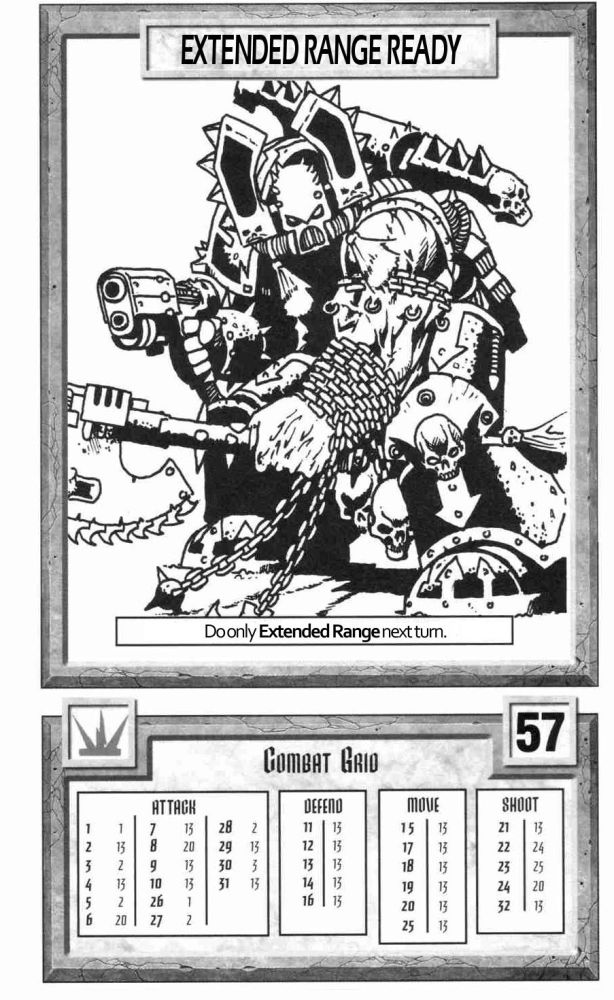 EXTENDED RANGE READY
Do only Extended Range next turn.
57
COMBAT GRID
ATTACK DEFEND MOVE SHOOT
1 1 7 13 28 2 11 13 15 13 21 13
2 13 8 20 29 13 12 13 17 13 22 24
3 2 9 13 30 3 13 13 18 13 23 25
4 13 10 13 31 13 14 13 19 13 24 20
5 2 26 1 16 13 20 13 32 13
6 20 27 2 25 13